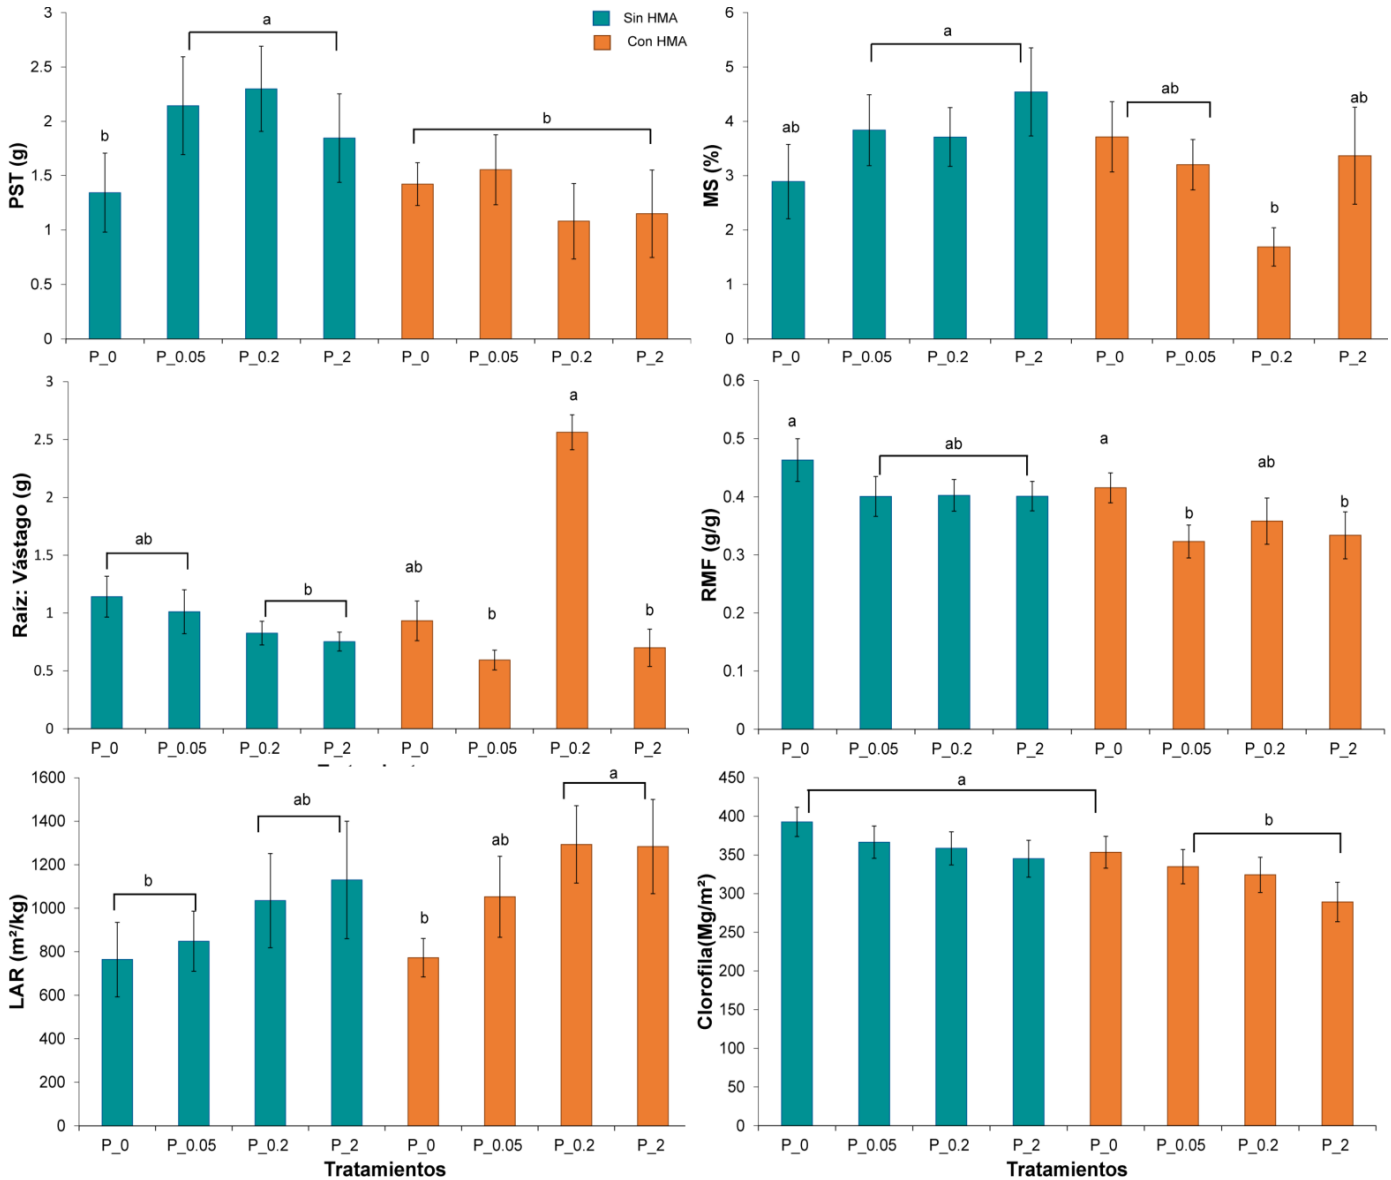 PST (g)
3
2.5
2
1.5
1
0.5
0
b
a
b
Sin HMA
Con HMA
P_0 P_0.05 P_0.2 P_2 P_0 P_0.05 P_0.2 P_2
MS (%)
6
5
4
3
2
1
0
ab
a
ab
b
ab
P_0 P_0.05 P_0.2 P_2 P_0 P_0.05 P_0.2 P_2
Raíz: Vástago (g)
3
2.5
2
1.5
1
0.5
0
ab
b
ab
b
a
b
P_0 P_0.05 P_0.2 P_2 P_0 P_0.05 P_0.2 P_2
RMF (g/g)
0.6
0.5
0.4
0.3
0.2
0.1
0
a
ab
a
b
ab
b
P_0 P_0.05 P_0.2 P_2 P_0 P_0.05 P_0.2 P_2
LAR (m²/kg)
1600
1400
1200
1000
800
600
400
200
0
b
ab
b
ab
a
P_0 P_0.05 P_0.2 P_2 P_0 P_0.05 P_0.2 P_2
Tratamientos
Clorofila(Mg/m²)
450
400
350
300
250
200
150
100
50
0
a
b
P_0 P_0.05 P_0.2 P_2 P_0 P_0.05 P_0.2 P_2
Tratamientos